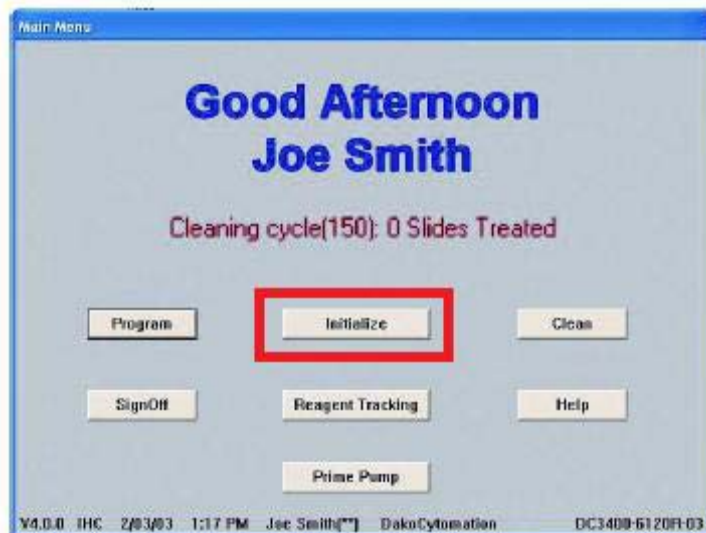 Main Menu
Good Afternoon
Joe Smith
Cleaning cycle(150): 0 Slides Treated
Program Initialize Clean
SignOff Reagent Tracking Help
Prime Pump
V4.0.0 IHC 2/03/03 1:17 PM Joe Smith(**) DakoCytomation DC3400-6120R-03